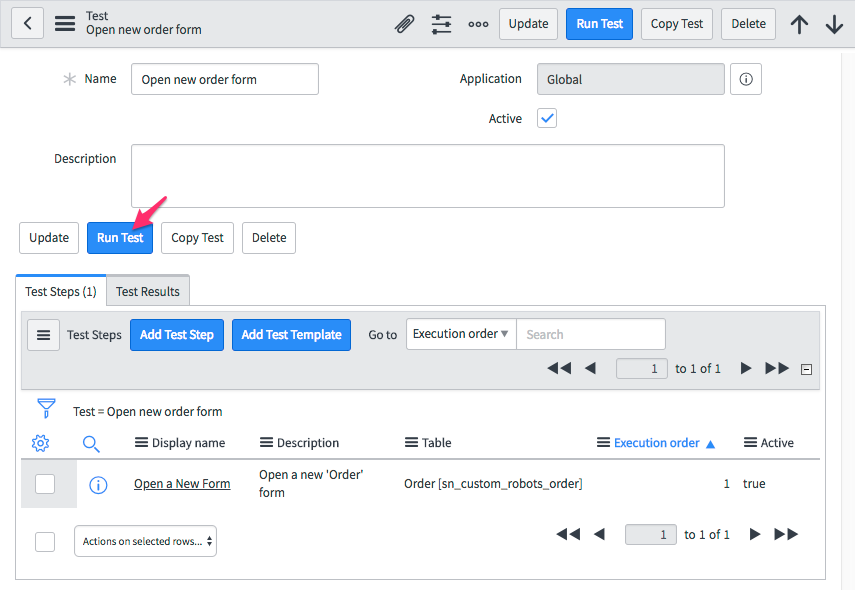 Test
Open new order form
Update
Run Test
Copy Test
Delete
Name
Open new order form
Application
Global
Active
Description
Update
Run Test
Copy Test
Delete
Test Steps (1)
Test Results
Test Steps
Add Test Step
Add Test Template
Go to
Execution order
Search
1
to 1 of 1
Test = Open new order form
Display name
Description
Table
Execution order
Active
Open a New Form
Open a new 'Order'
form
Order [sn_custom_robots_order]
1
true
Actions on selected rows...
1
to 1 of 1